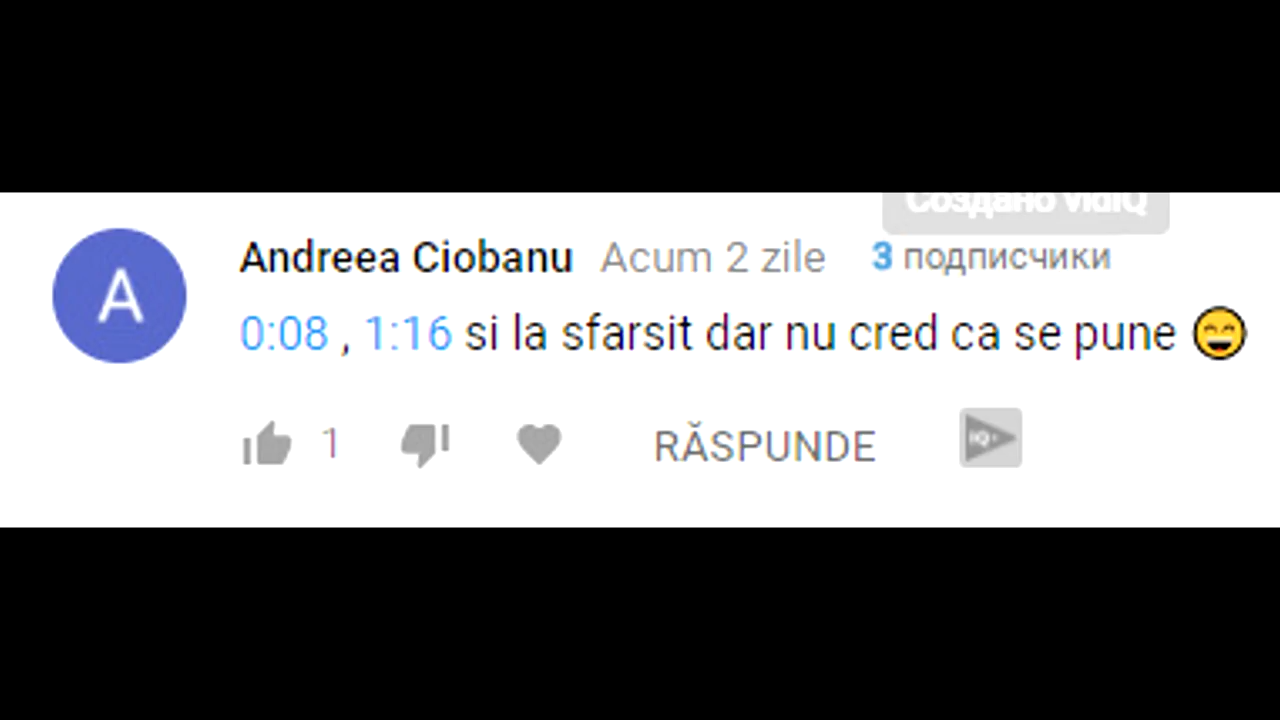 Создано vidIQ
Andreea Ciobanu Acum 2 zile 3 подписчики
0:08 , 1:16 si la sfarsit dar nu cred ca se pune 😄
A
1 RĂSPUNDE IQ